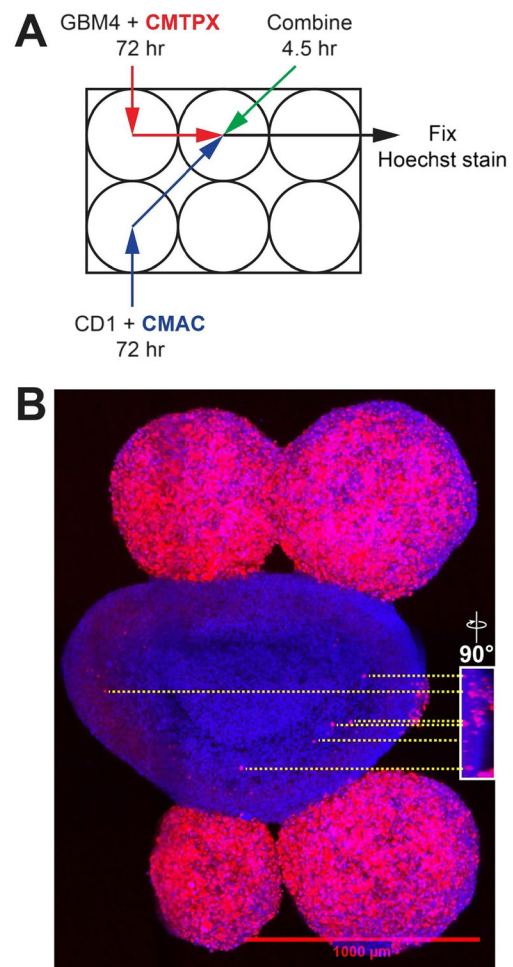 A
GBM4 + CMTPX
72 hr
Combine
4.5 hr
Fix
Hoechst stain
CD1 + CMAC
72 hr
B
90°
1000 µm